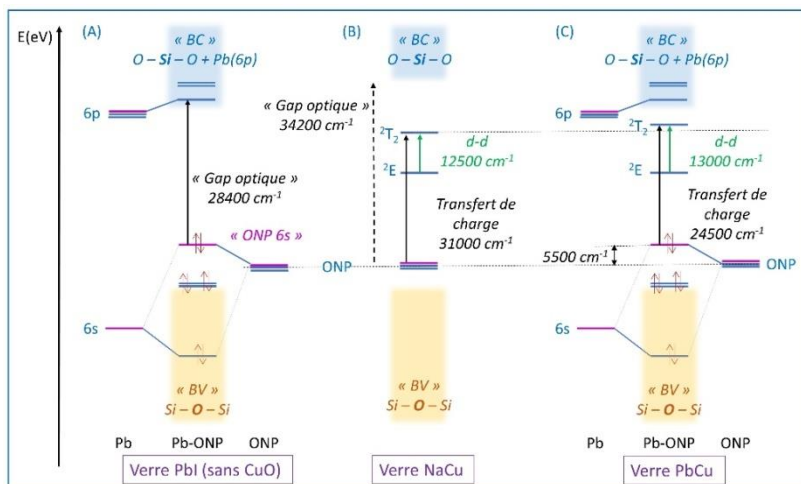 E(eV)
(A)
« BC »
O – Si – O + Pb(6p)
6p
« Gap optique »
28400 cm-1
« ONP 6s »
ONP
6s
« BV »
Si – O – Si
Pb
Pb-ONP
ONP
Verre PbI (sans CuO)
(B)
« BC »
O – Si – O
« Gap optique »
34200 cm-1
2T2
d-d
12500 cm-1
2E
Transfert de
charge
31000 cm-1
« BV »
Si – O – Si
Verre NaCu
(C)
« BC »
O – Si – O + Pb(6p)
6p
2T2
d-d
13000 cm-1
2E
Transfert de
charge
24500 cm-1
5500 cm-1
ONP
6s
« BV »
Si – O – Si
Pb
Pb-ONP
ONP
Verre PbCu